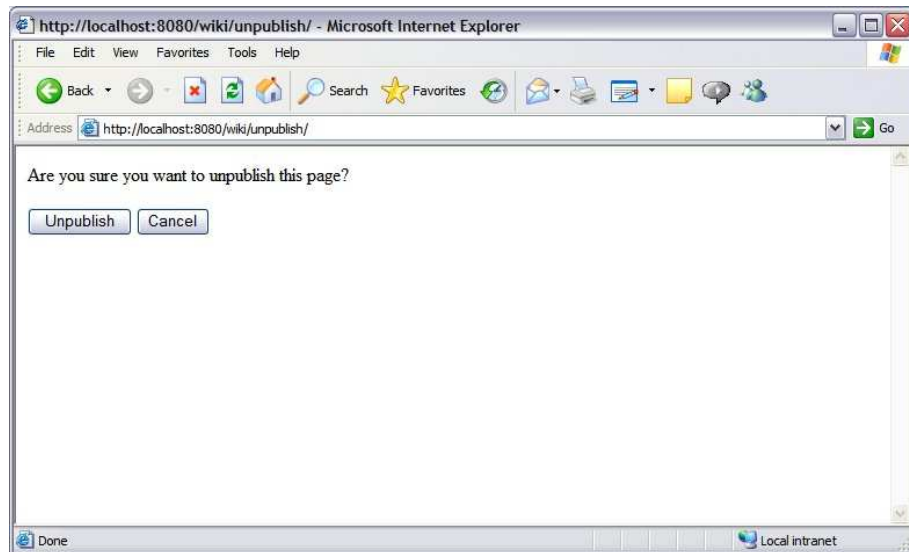 http://localhost:8080/wiki/unpublish/ - Microsoft Internet Explorer
File Edit View Favorites Tools Help
Back Search Favorites
Address http://localhost:8080/wiki/unpublish/ Go
Are you sure you want to unpublish this page?
Unpublish Cancel
Done Local intranet